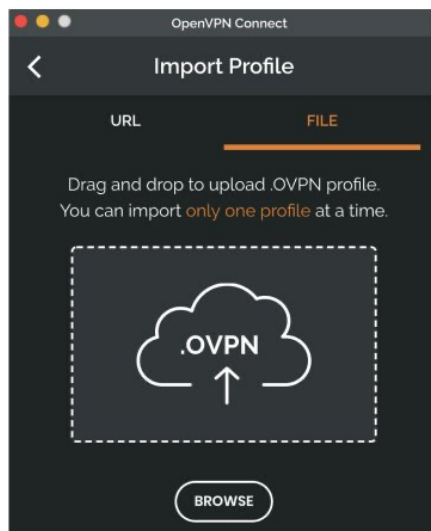 OpenVPN Connect
Import Profile
URL
FILE
Drag and drop to upload .OVPN profile.
You can import only one profile at a time.
.OVPN
BROWSE